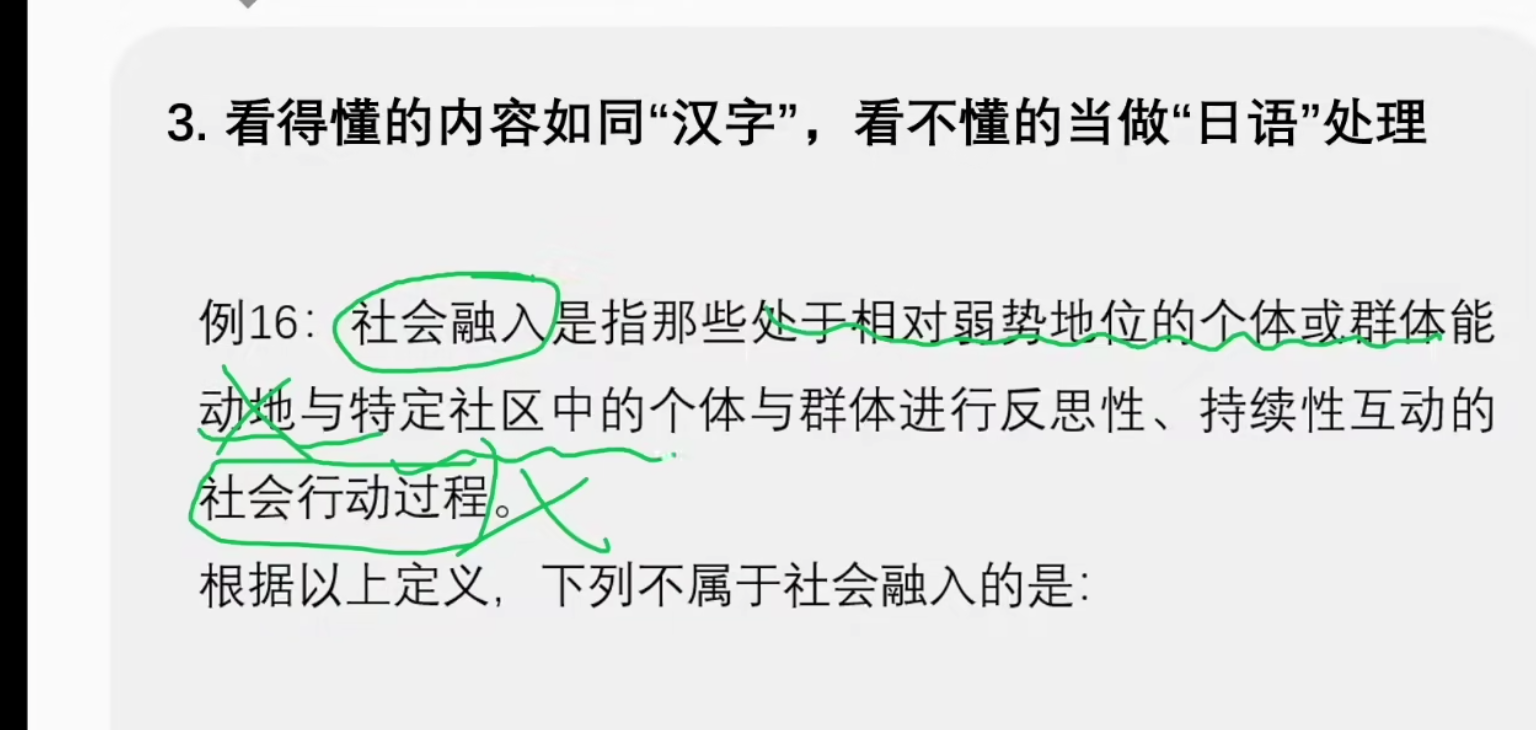 3. 看得懂的内容如同“汉字”，看不懂的当做“日语”处理
例16：社会融入是指那些处于相对弱势地位的个体或群体能
动地与特定社区中的个体与群体进行反思性、持续性互动的
社会行动过程。
根据以上定义，下列不属于社会融入的是：